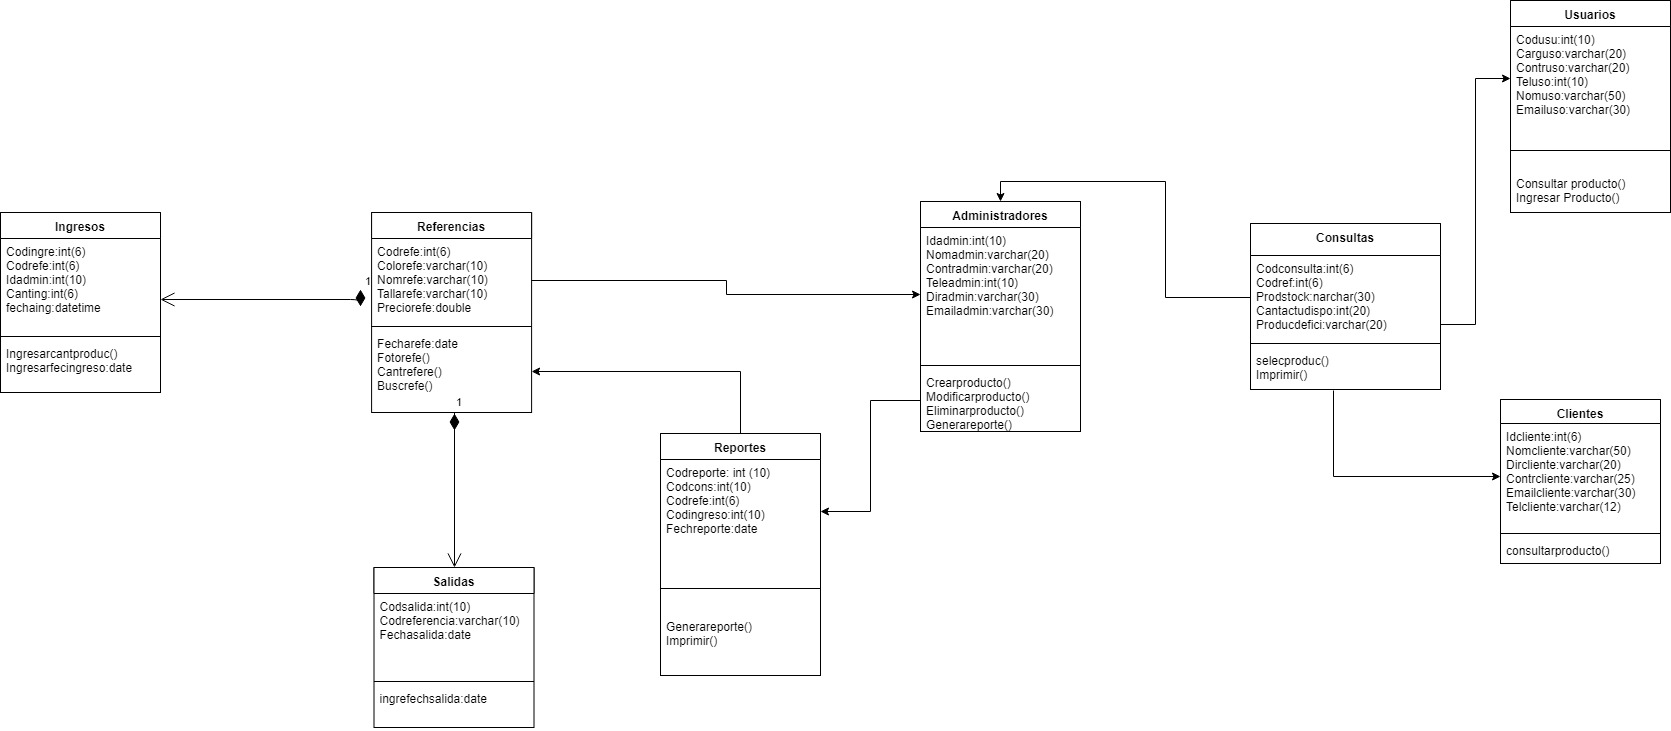 Usuarios
Codusu:int(10)
Carguso:varchar(20)
Contruso:varchar(20)
Teluso:int(10)
Nomuso:varchar(50)
Emailuso:varchar(30)
Consultar producto()
Ingresar Producto()
Ingresos
Codingre:int(6)
Codrefe:int(6)
Idadmin:int(10)
Canting:int(6)
fechaing:datetime
Ingresarcantproduc()
Ingresarfecingreso:date
1
Referencias
Codrefe:int(6)
Colorefe:varchar(10)
Nomrefe:varchar(10)
Tallarefe:varchar(10)
Preciorefe:double
Fecharefe:date
Fotorefe()
Cantrefere()
Buscrefe()
1
Administradores
Idadmin:int(10)
Nomadmin:varchar(20)
Contradmin:varchar(20)
Teleadmin:int(10)
Diradmin:varchar(30)
Emailadmin:varchar(30)
Crearproducto()
Modificarproducto()
Eliminarproducto()
Generareporte()
Consultas
Codconsulta:int(6)
Codref:int(6)
Prodstock:narchar(30)
Cantactudispo:int(20)
Producdefici:varchar(20)
selecproduc()
Imprimir()
Clientes
Idcliente:int(6)
Nomcliente:varchar(50)
Dircliente:varchar(20)
Contrcliente:varchar(25)
Emailcliente:varchar(30)
Telcliente:varchar(12)
consultarproducto()
Reportes
Codreporte: int (10)
Codcons:int(10)
Codrefe:int(6)
Codingreso:int(10)
Fechreporte:date
Generareporte()
Imprimir()
Salidas
Codsalida:int(10)
Codreferencia:varchar(10)
Fechasalida:date
ingrefechsalida:date